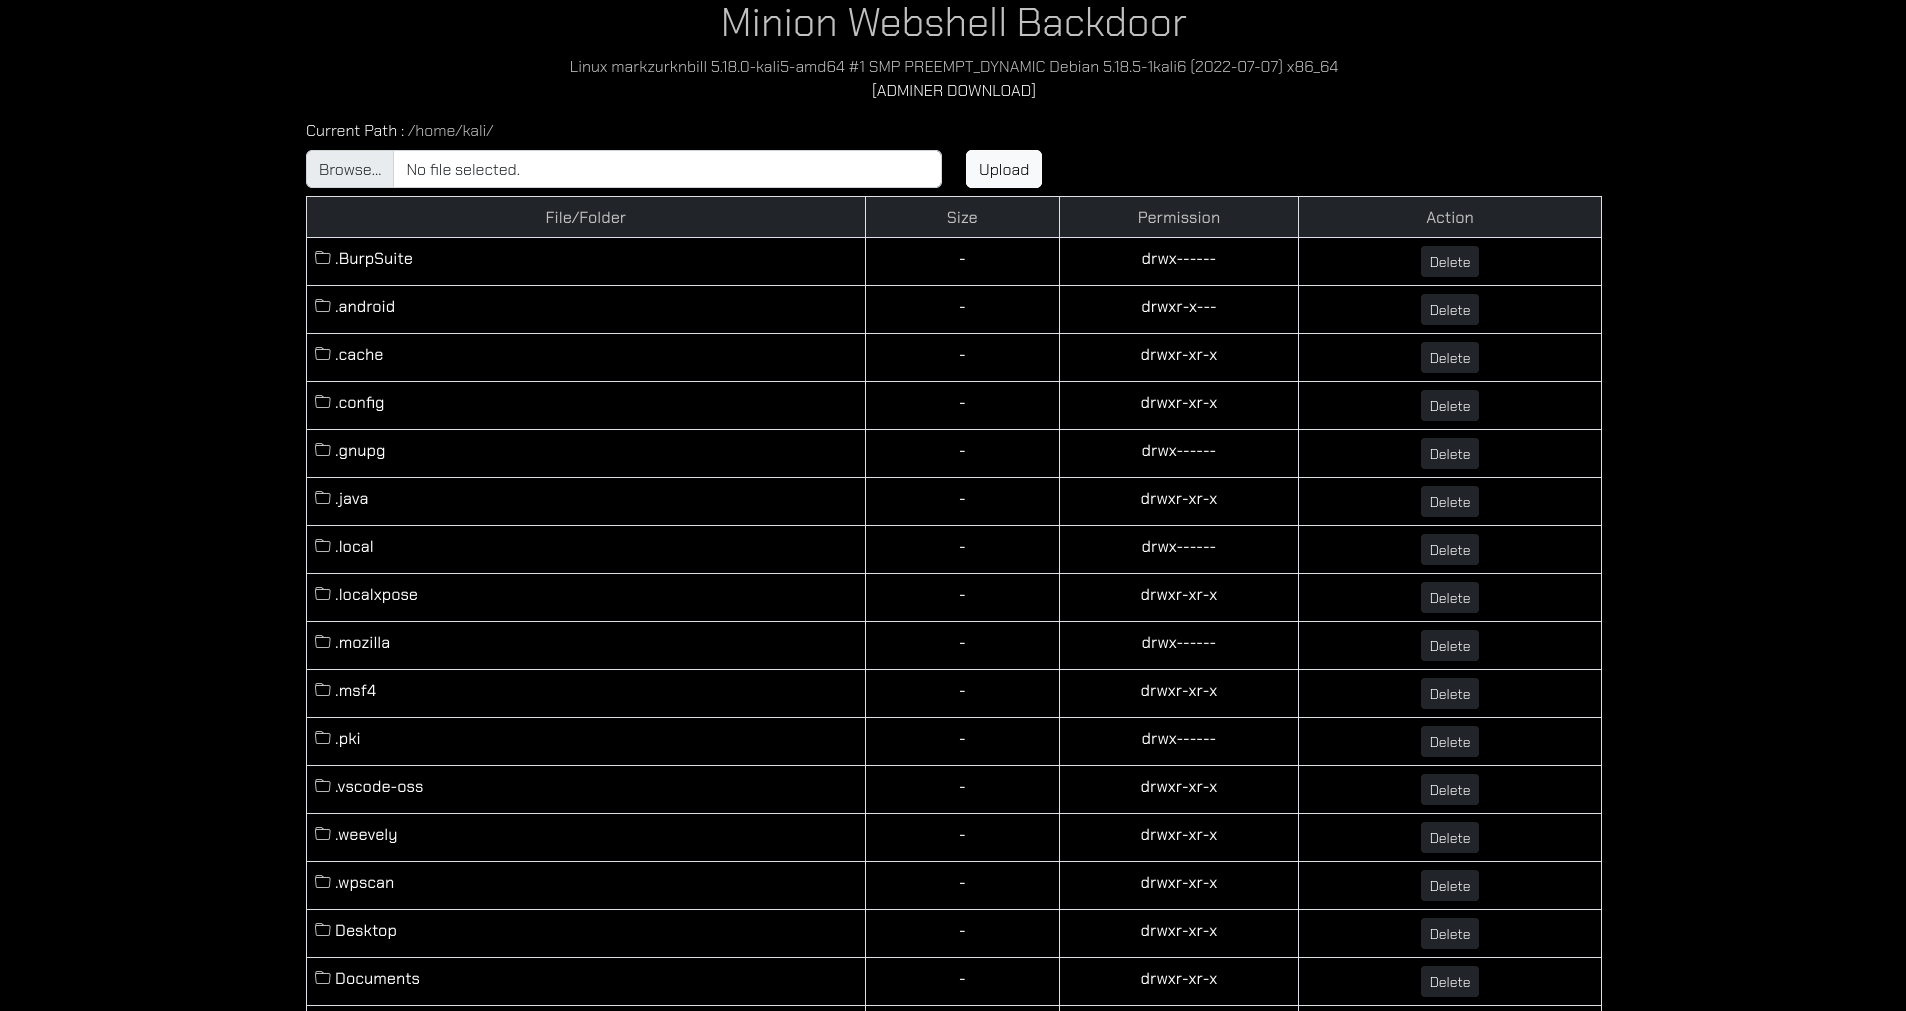 Minion Webshell Backdoor
Linux markzurknbill 5.18.0-kali5-amd64 #1 SMP PREEMPT_DYNAMIC Debian 5.18.5-1kali6 (2022-07-07) x86_64
[ADMINER DOWNLOAD]
Current Path : /home/kali/
Browse... No file selected. Upload
File/Folder Size Permission Action
.BurpSuite - drwx------ Delete
.android - drwxr-x--- Delete
.cache - drwxr-xr-x Delete
.config - drwxr-xr-x Delete
.gnupg - drwx------ Delete
.java - drwxr-xr-x Delete
.local - drwx------ Delete
.localxpose - drwxr-xr-x Delete
.mozilla - drwx------ Delete
.msf4 - drwxr-xr-x Delete
.pki - drwx------ Delete
.vscode-oss - drwxr-xr-x Delete
.weevely - drwxr-xr-x Delete
.wpscan - drwxr-xr-x Delete
Desktop - drwxr-xr-x Delete
Documents - drwxr-xr-x Delete